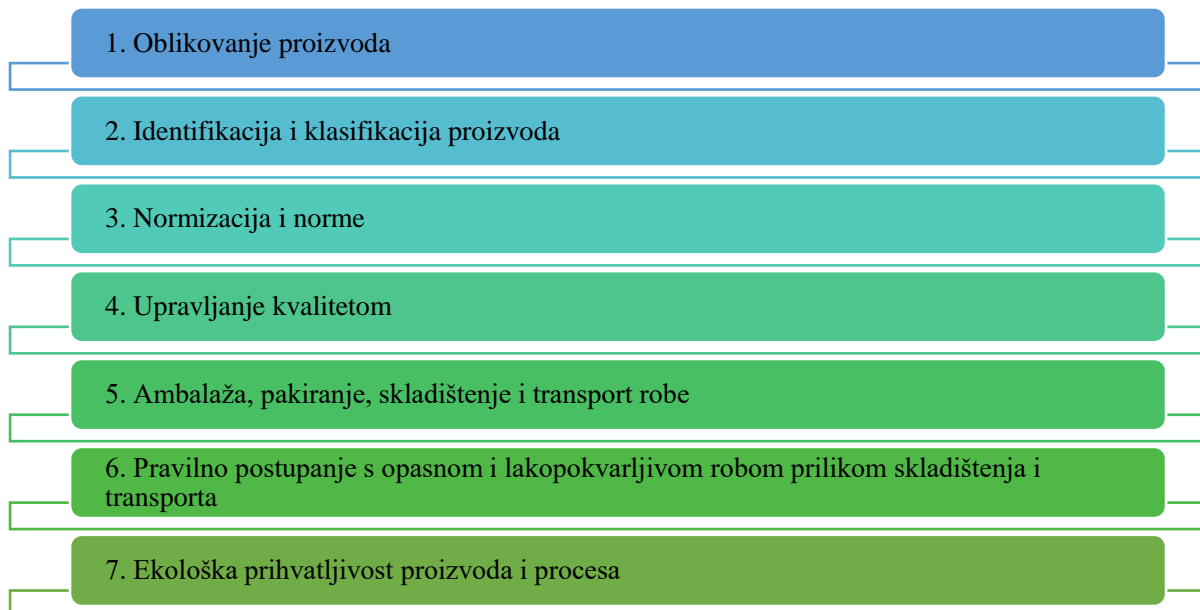 1. Oblikovanje proizvoda
2. Identifikacija i klasifikacija proizvoda
3. Normizacija i norme
4. Upravljanje kvalitetom
5. Ambalaža, pakiranje, skladištenje i transport robe
6. Pravilno postupanje s opasnom i lakopokvarljivom robom prilikom skladištenja i
transporta
7. Ekološka prihvatljivost proizvoda i procesa